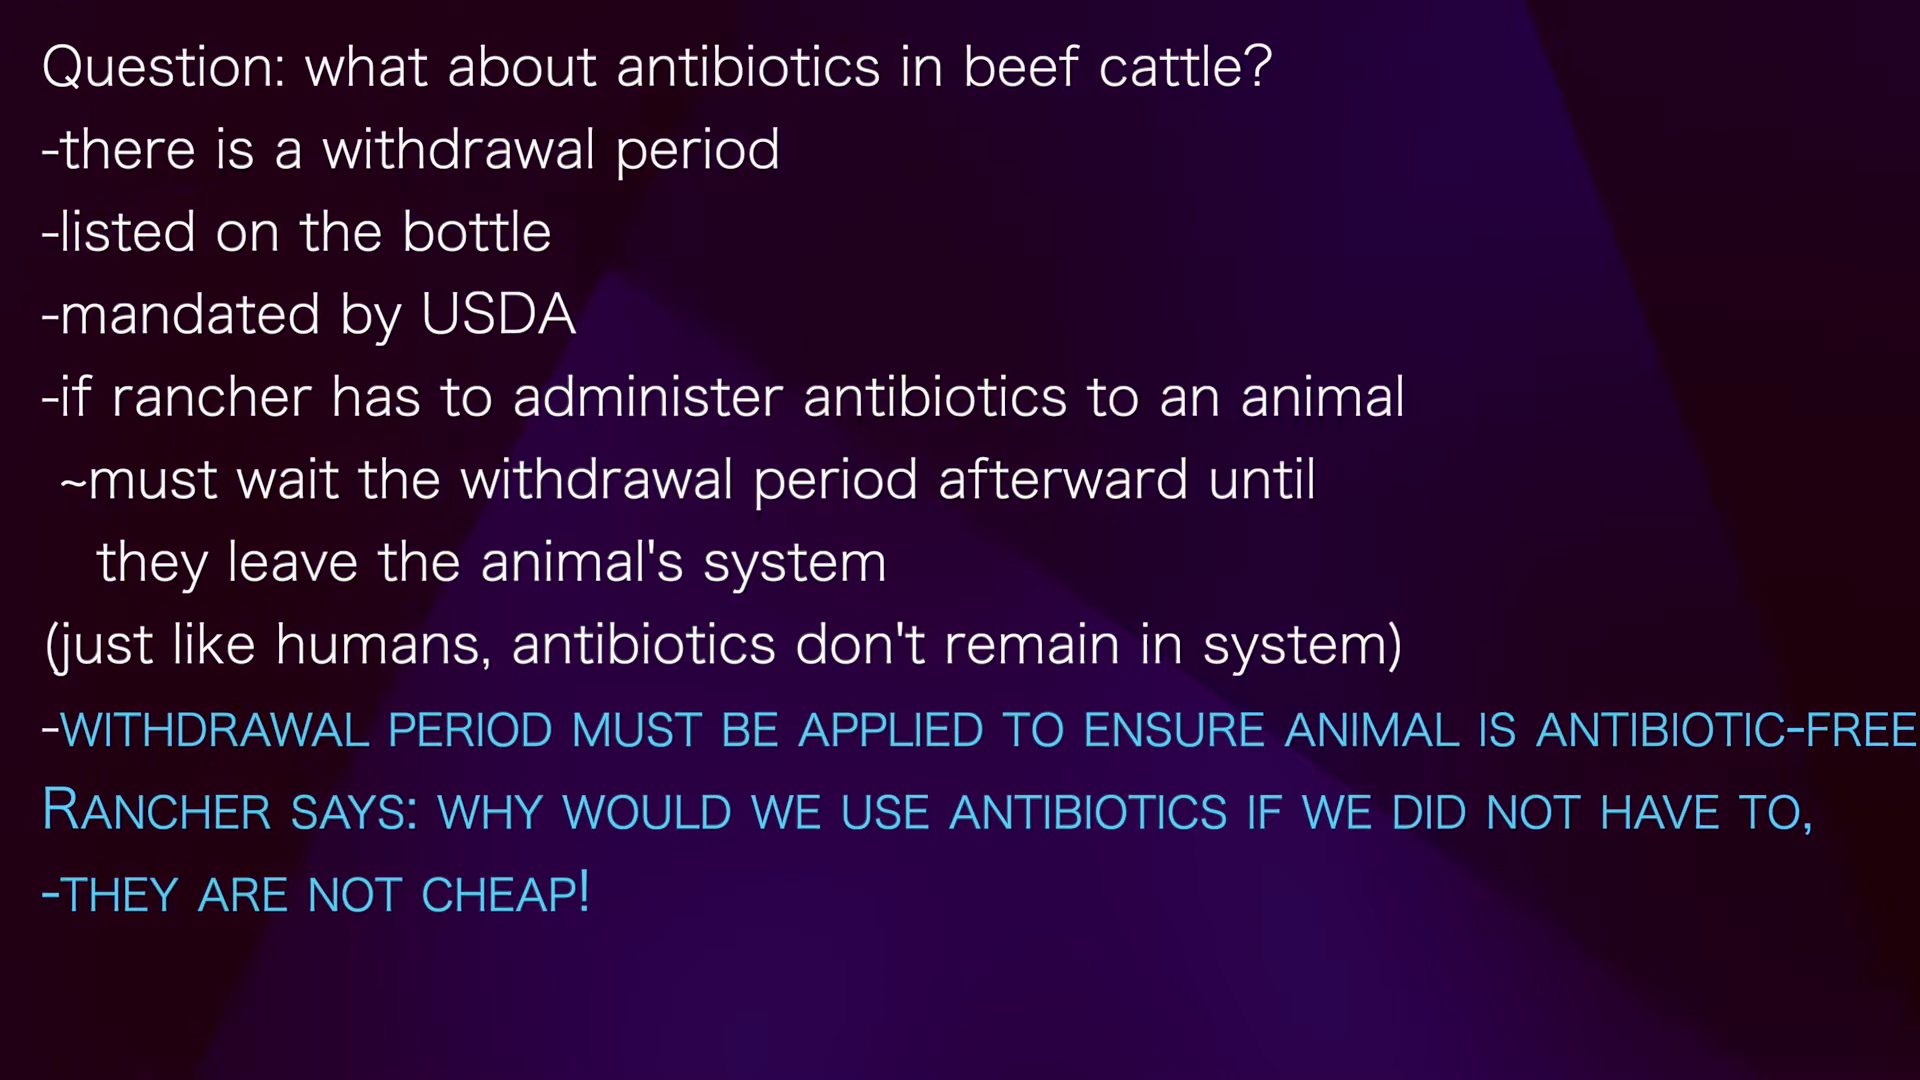 Question: what about antibiotics in beef cattle?
-there is a withdrawal period
-listed on the bottle
-mandated by USDA
-if rancher has to administer antibiotics to an animal
~must wait the withdrawal period afterward until
they leave the animal's system
(just like humans, antibiotics don't remain in system)
-WITHDRAWAL PERIOD MUST BE APPLIED TO ENSURE ANIMAL IS ANTIBIOTIC-FREE
RANCHER SAYS: WHY WOULD WE USE ANTIBIOTICS IF WE DID NOT HAVE TO,
-THEY ARE NOT CHEAP!